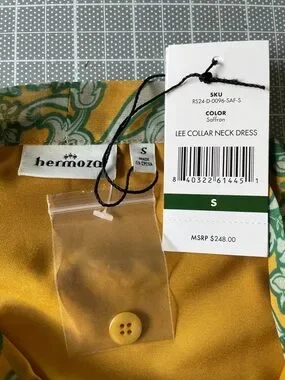 SKU
RS24-D-0096-SAF-S
COLOR
Saffron
LEE COLLAR NECK DRESS
8 40322 61445 1
S
MSRP $248.00
hermoza
S
MADE
IN CHINA